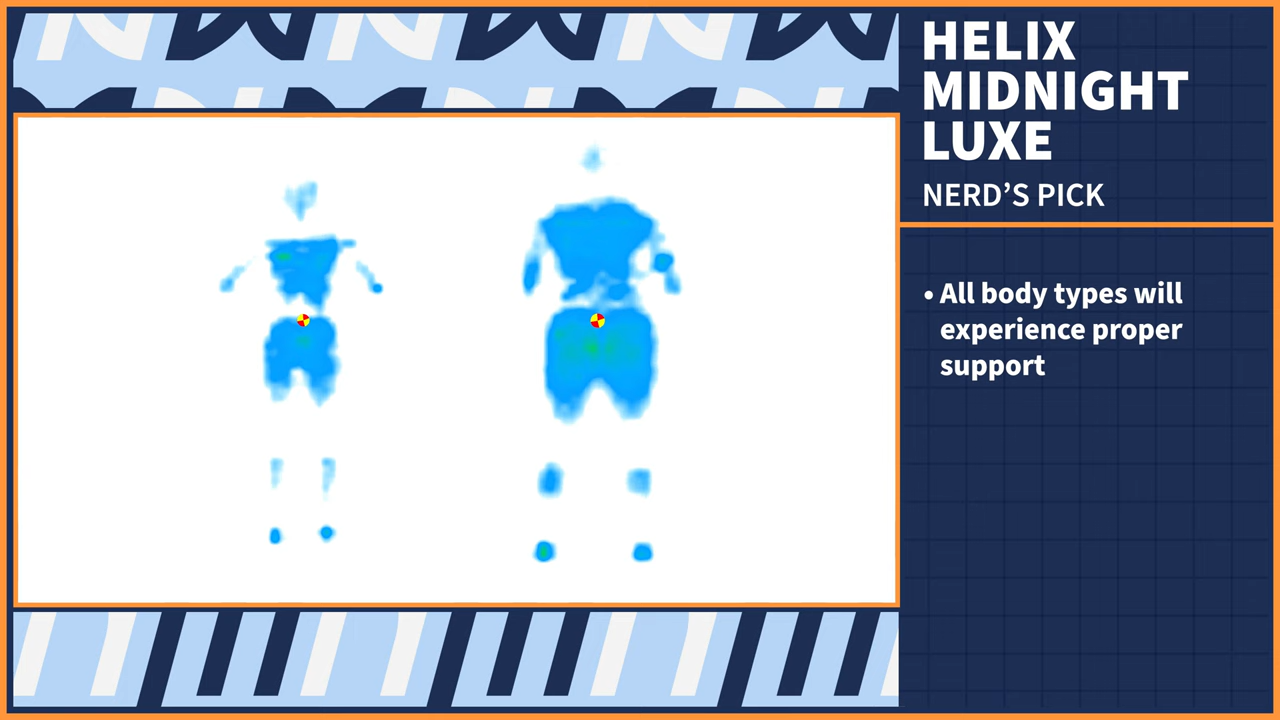 HELIX
MIDNIGHT
LUXE
NERD’S PICK
• All body types will
experience proper
support